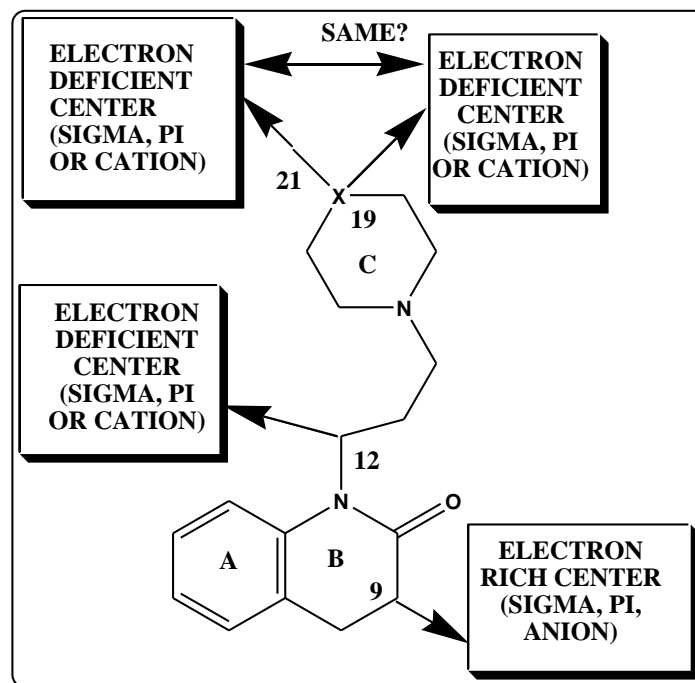 SAME?
ELECTRON
DEFICIENT
CENTER
(SIGMA, PI
OR CATION)
ELECTRON
DEFICIENT
CENTER
(SIGMA, PI
OR CATION)
21
X
19
C
N
ELECTRON
DEFICIENT
CENTER
(SIGMA, PI
OR CATION)
12
N
O
A
B
9
ELECTRON
RICH CENTER
(SIGMA, PI,
ANION)